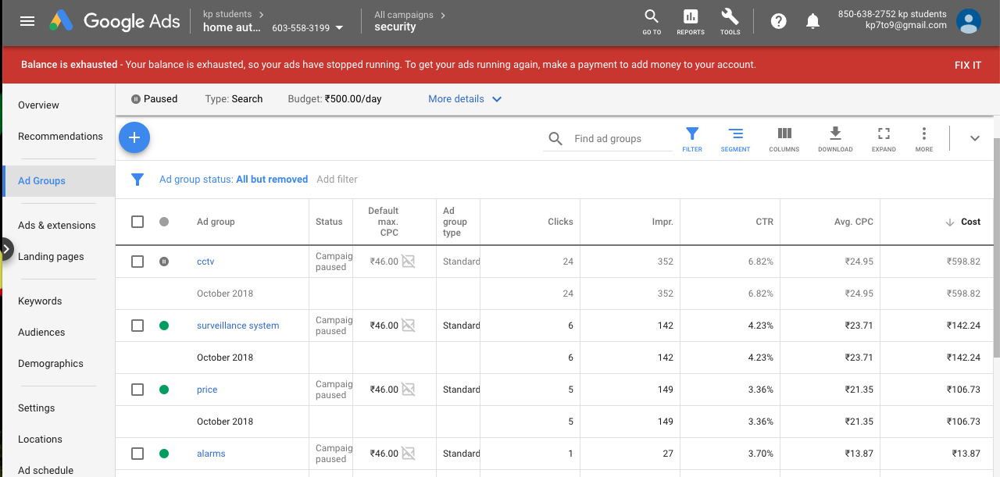 Google Ads
kp students
home aut... 603-558-3199
All campaigns
security
GO TO
REPORTS
TOOLS
850-638-2752 kp students
kp7to9@gmail.com
Balance is exhausted - Your balance is exhausted, so your ads have stopped running. To get your ads running again, make a payment to add money to your account. FIX IT
Overview
Recommendations
Ad Groups
Ads & extensions
Landing pages
Keywords
Audiences
Demographics
Settings
Locations
Ad schedule
Paused Type: Search Budget: ₹500.00/day More details
Find ad groups
FILTER
SEGMENT
COLUMNS
DOWNLOAD
EXPAND
MORE
Ad group status: All but removed Add filter
Ad group
Status
Default
max.
CPC
Ad
group
type
Clicks
Impr.
CTR
Avg. CPC
Cost
cctv
Campaig
paused
₹46.00
Standard
24 352 6.82% ₹24.95 ₹598.82
October 2018 24 352 6.82% ₹24.95 ₹598.82
surveillance system
Campaig
paused
₹46.00
Standard
6 142 4.23% ₹23.71 ₹142.24
October 2018 6 142 4.23% ₹23.71 ₹142.24
price
Campaig
paused
₹46.00
Standard
5 149 3.36% ₹21.35 ₹106.73
October 2018 5 149 3.36% ₹21.35 ₹106.73
alarms
Campaig
paused
₹46.00
Standard
1 27 3.70% ₹13.87 ₹13.87